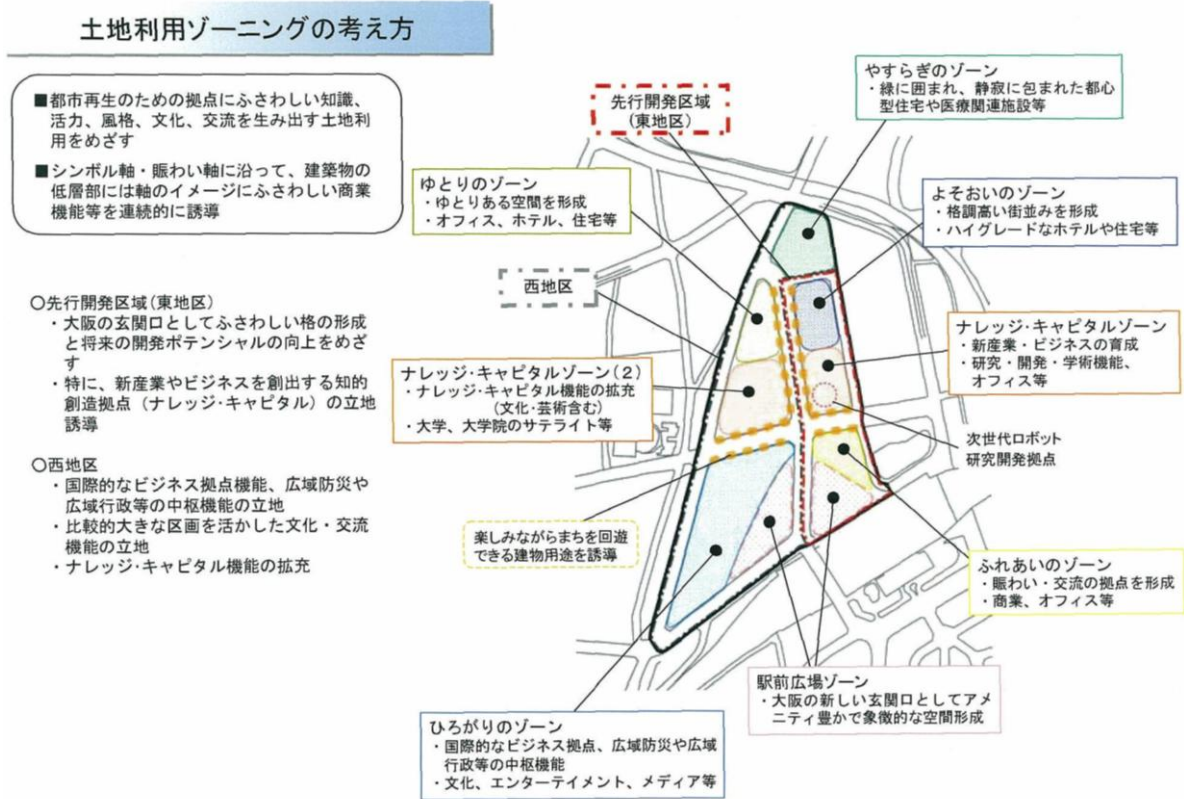 土地利用ゾーニングの考え方
■都市再生のための拠点にふさわしい知識、
活力、風格、文化、交流を生み出す土地利
用をめざす
■シンボル軸・賑わい軸に沿って、建築物の
低層部には軸のイメージにふさわしい商業
機能等を連続的に誘導
○先行開発区域(東地区)
・大阪の玄関口としてふさわしい格の形成
と将来の開発ポテンシャルの向上をめざ
す
・特に、新産業やビジネスを創出する知的
創造拠点（ナレッジ・キャピタル）の立地
誘導
○西地区
・国際的なビジネス拠点機能、広域防災や
広域行政等の中枢機能の立地
・比較的大きな区画を活かした文化・交流
機能の立地
・ナレッジ・キャピタル機能の拡充
先行開発区域
(東地区)
やすらぎのゾーン
・緑に囲まれ、静寂に包まれた都心
型住宅や医療関連施設等
ゆとりのゾーン
・ゆとりある空間を形成
・オフィス、ホテル、住宅等
よそおいのゾーン
・格調高い街並みを形成
・ハイグレードなホテルや住宅等
西地区
ナレッジ・キャピタルゾーン
・新産業・ビジネスの育成
・研究・開発・学術機能、
オフィス等
ナレッジ・キャピタルゾーン(2)
・ナレッジ・キャピタル機能の拡充
(文化・芸術含む)
・大学、大学院のサテライト等
次世代ロボット
研究開発拠点
楽しみながらまちを回遊
できる建物用途を誘導
ふれあいのゾーン
・賑わい・交流の拠点を形成
・商業、オフィス等
駅前広場ゾーン
・大阪の新しい玄関口としてアメ
ニティ豊かで象徴的な空間形成
ひろがりのゾーン
・国際的なビジネス拠点、広域防災や広域
行政等の中枢機能
・文化、エンターテイメント、メディア等